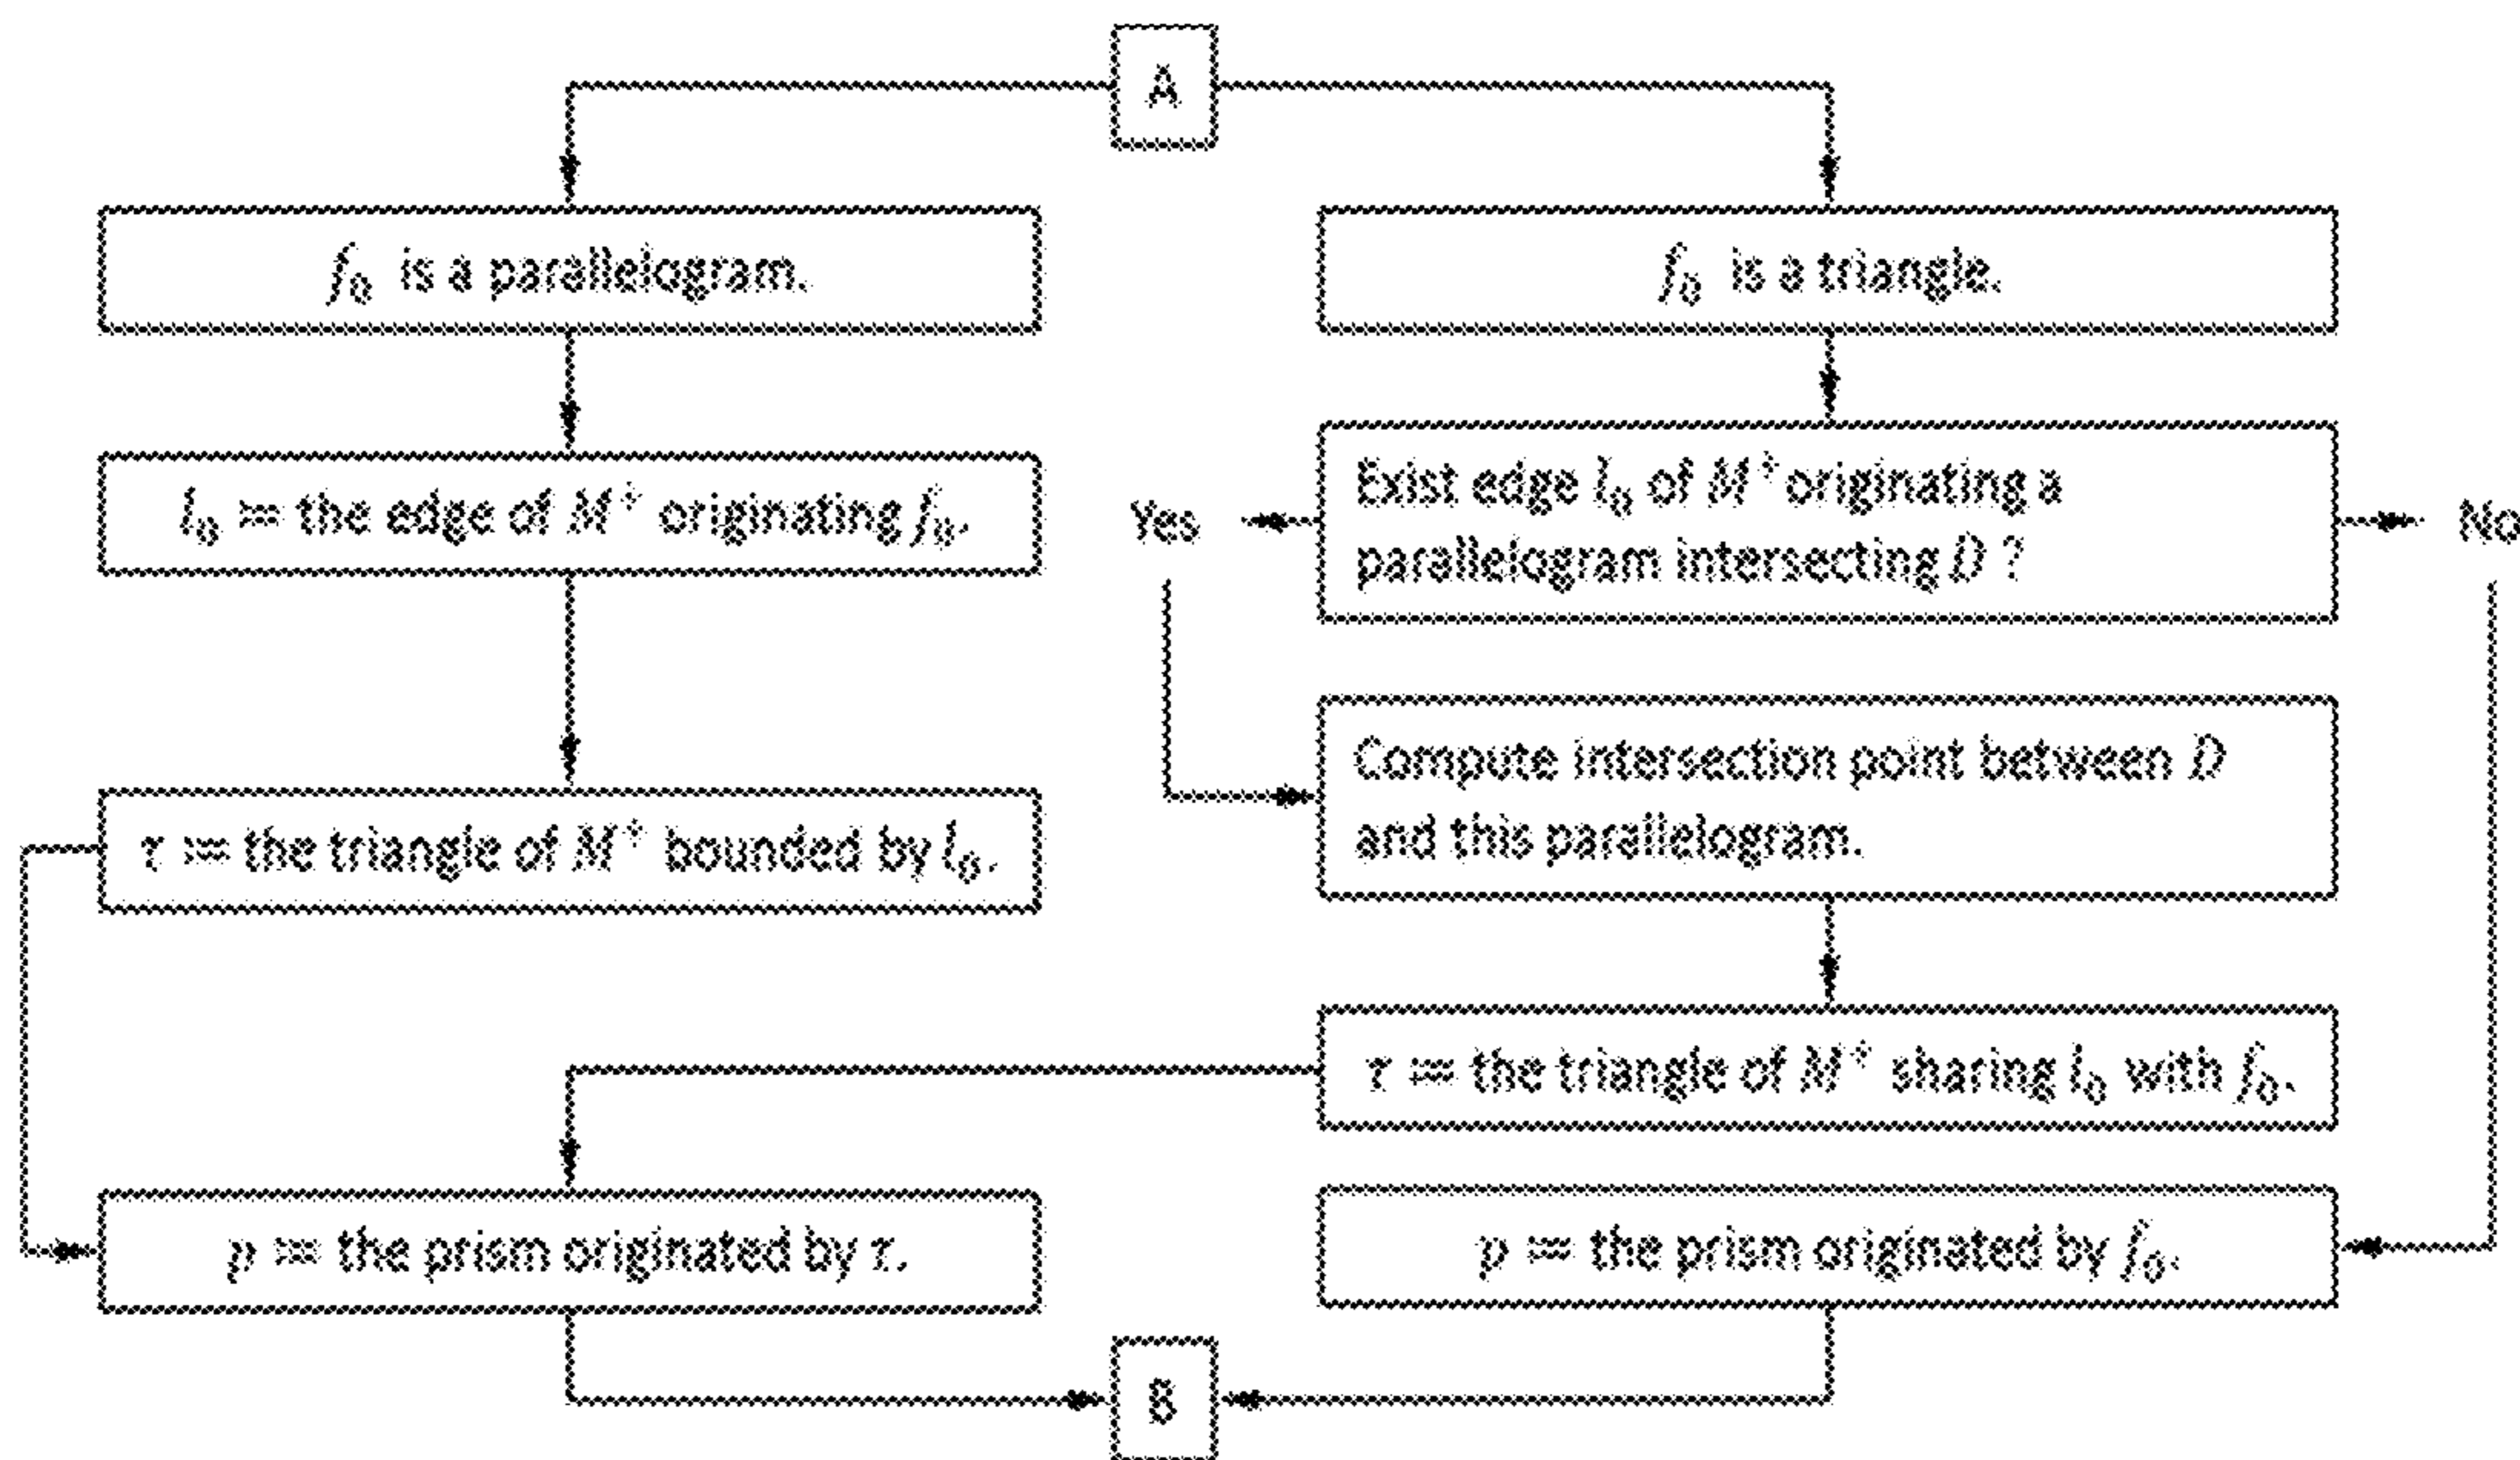 A
f₀ is a parallelogram.
f₀ is a triangle.
l₀ := the edge of M⁺ originating f₀.
Yes
Exist edge l₀ of M⁺ originating a
parallelogram intersecting D ?
No
Compute intersection point between D
and this parallelogram.
τ := the triangle of M⁺ bounded by l₀.
τ := the triangle of M⁺ sharing l₀ with f₀.
p := the prism originated by τ.
p := the prism originated by f₀.
B